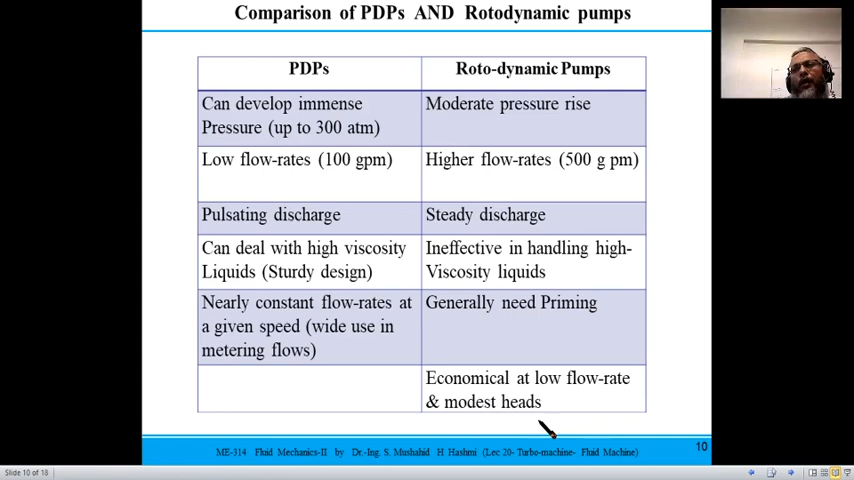 Comparison of PDPs AND Rotodynamic pumps
PDPs
Roto-dynamic Pumps
Can develop immense
Pressure (up to 300 atm)
Moderate pressure rise
Low flow-rates (100 gpm)
Higher flow-rates (500 g pm)
Pulsating discharge
Steady discharge
Can deal with high viscosity
Liquids (Sturdy design)
Ineffective in handling high-
Viscosity liquids
Nearly constant flow-rates at
a given speed (wide use in
metering flows)
Generally need Priming
Economical at low flow-rate
& modest heads
ME-314 Fluid Mechanics-II by Dr.-Ing. S. Mushahid H Hashmi (Lec 20- Turbo-machine- Fluid Machine)
10
Slide 10 of 18